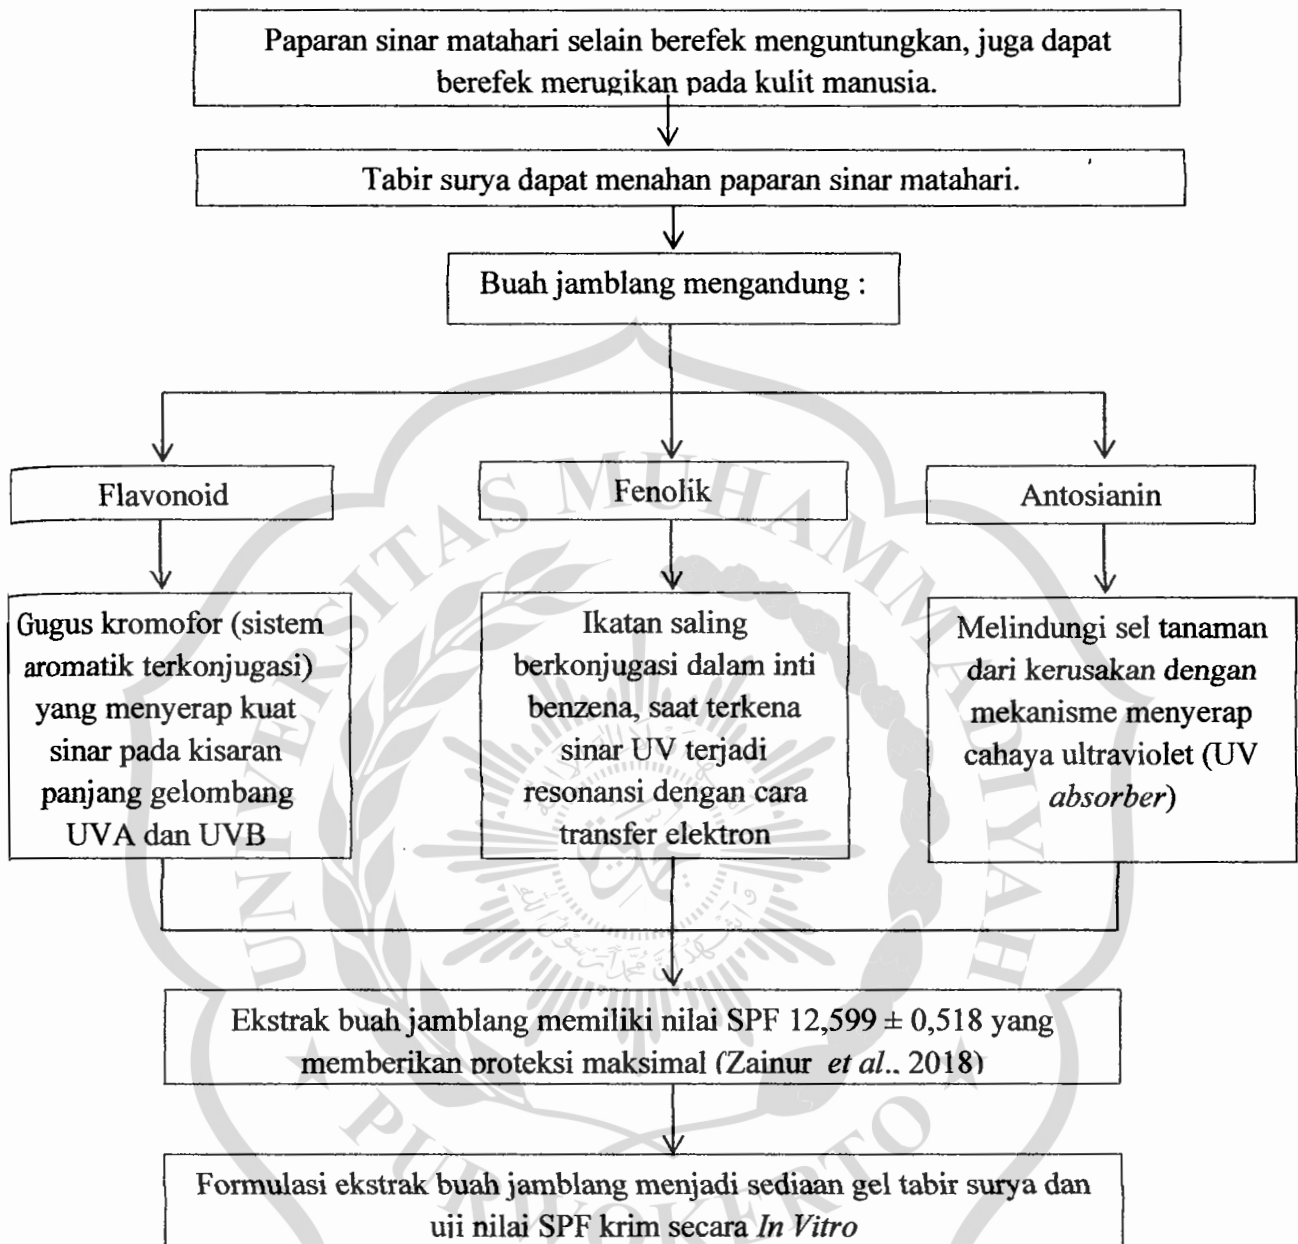 Paparan sinar matahari selain berefek menguntungkan, juga dapat
berefek merugikan pada kulit manusia.
Tabir surya dapat menahan paparan sinar matahari.
Buah jamblang mengandung :
Flavonoid
Fenolik
Antosianin
Gugus kromofor (sistem
aromatik terkonjugasi)
yang menyerap kuat
sinar pada kisaran
panjang gelombang
UVA dan UVB
Ikatan saling
berkonjugasi dalam inti
benzena, saat terkena
sinar UV terjadi
resonansi dengan cara
transfer elektron
Melindungi sel tanaman
dari kerusakan dengan
mekanisme menyerap
cahaya ultraviolet (UV
absorber)
Ekstrak buah jamblang memiliki nilai SPF 12,599 ± 0,518 yang
memberikan proteksi maksimal (Zainur et al., 2018)
Formulasi ekstrak buah jamblang menjadi sediaan gel tabir surya dan
uji nilai SPF krim secara In Vitro
UNIVERSITAS MUHAMMADIYAH
PURWOKERTO